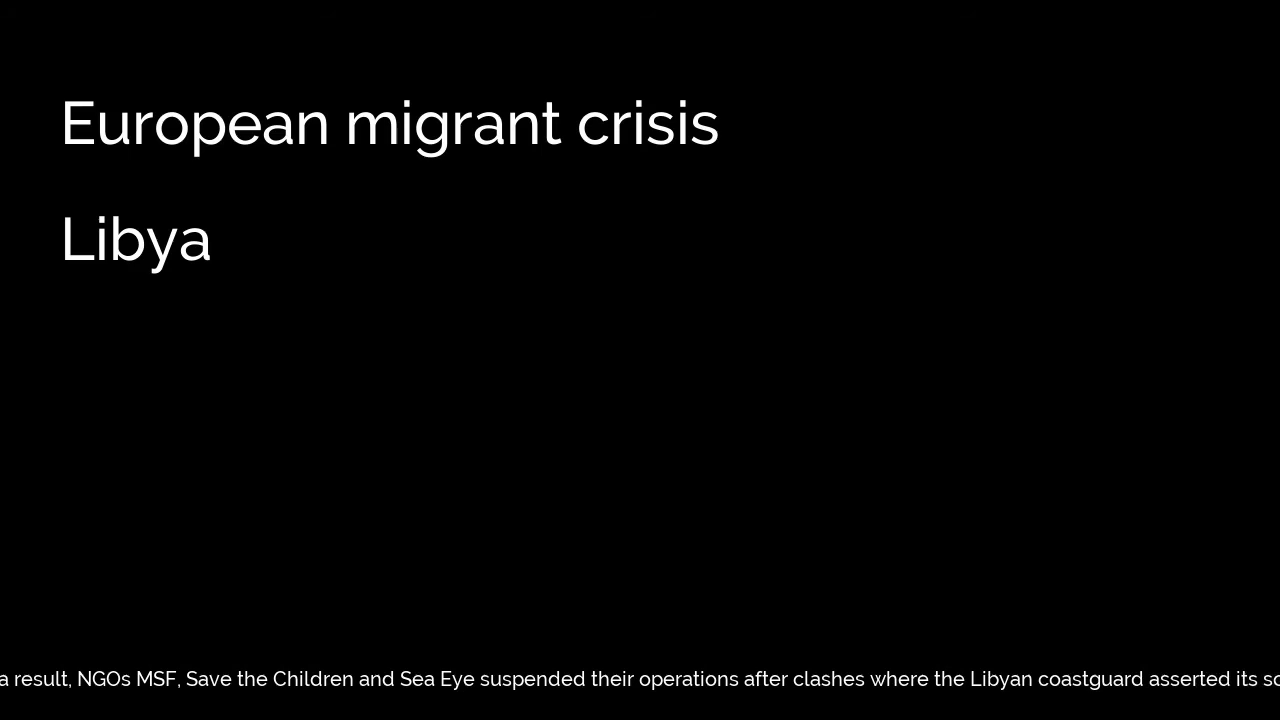 European migrant crisis
Libya
a result, NGOs MSF, Save the Children and Sea Eye suspended their operations after clashes where the Libyan coastguard asserted its